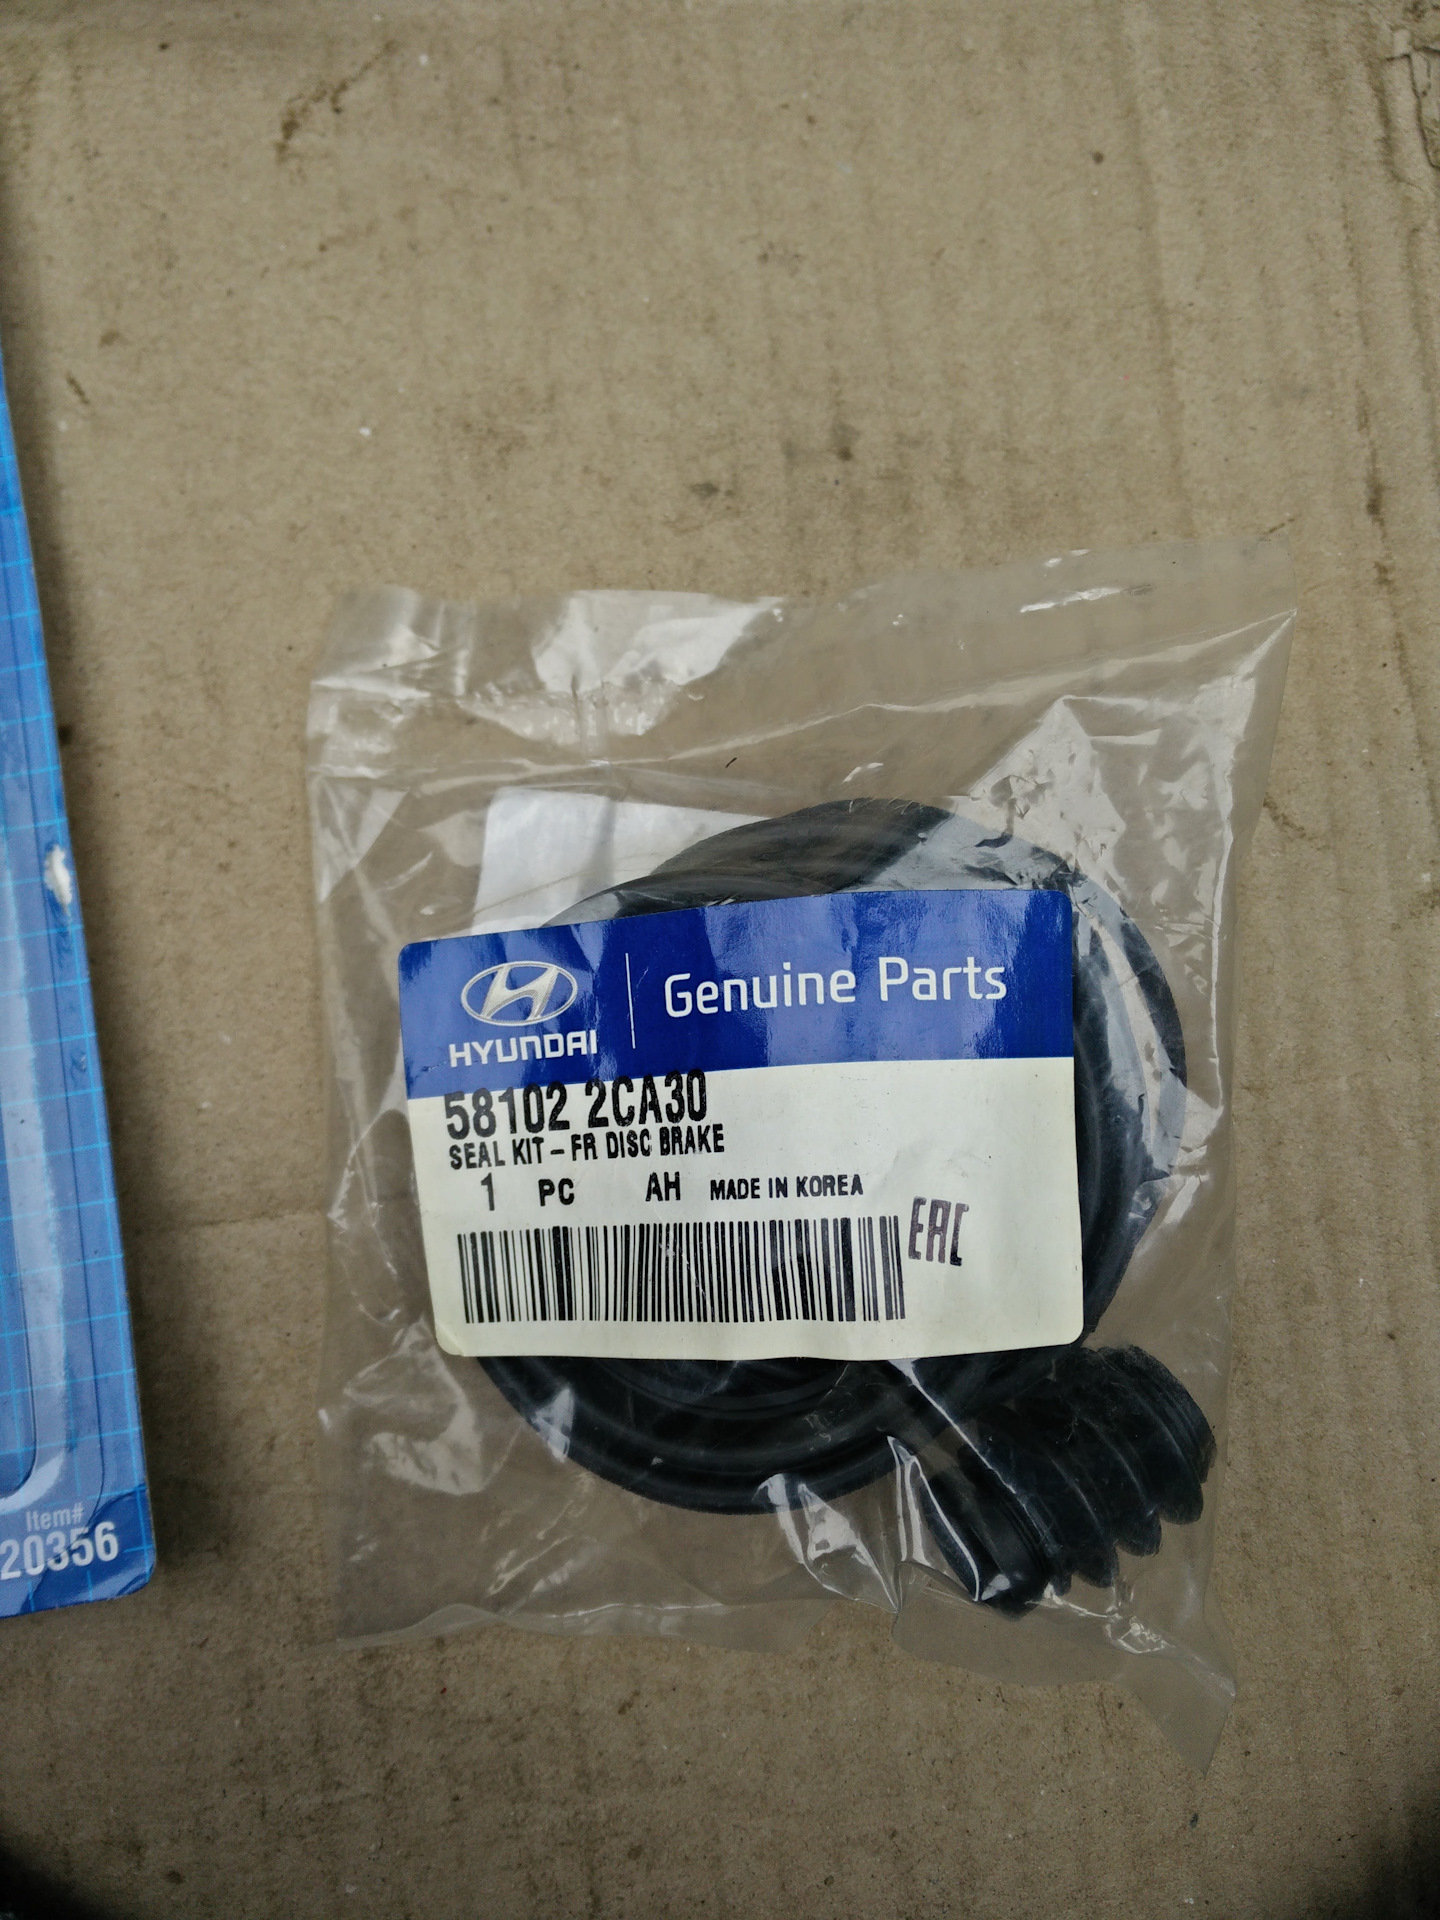 HYUNDAI
Genuine Parts
58102 2CA30
SEAL KIT - FR DISC BRAKE
1 PC AH MADE IN KOREA
EAC
Item#
20356